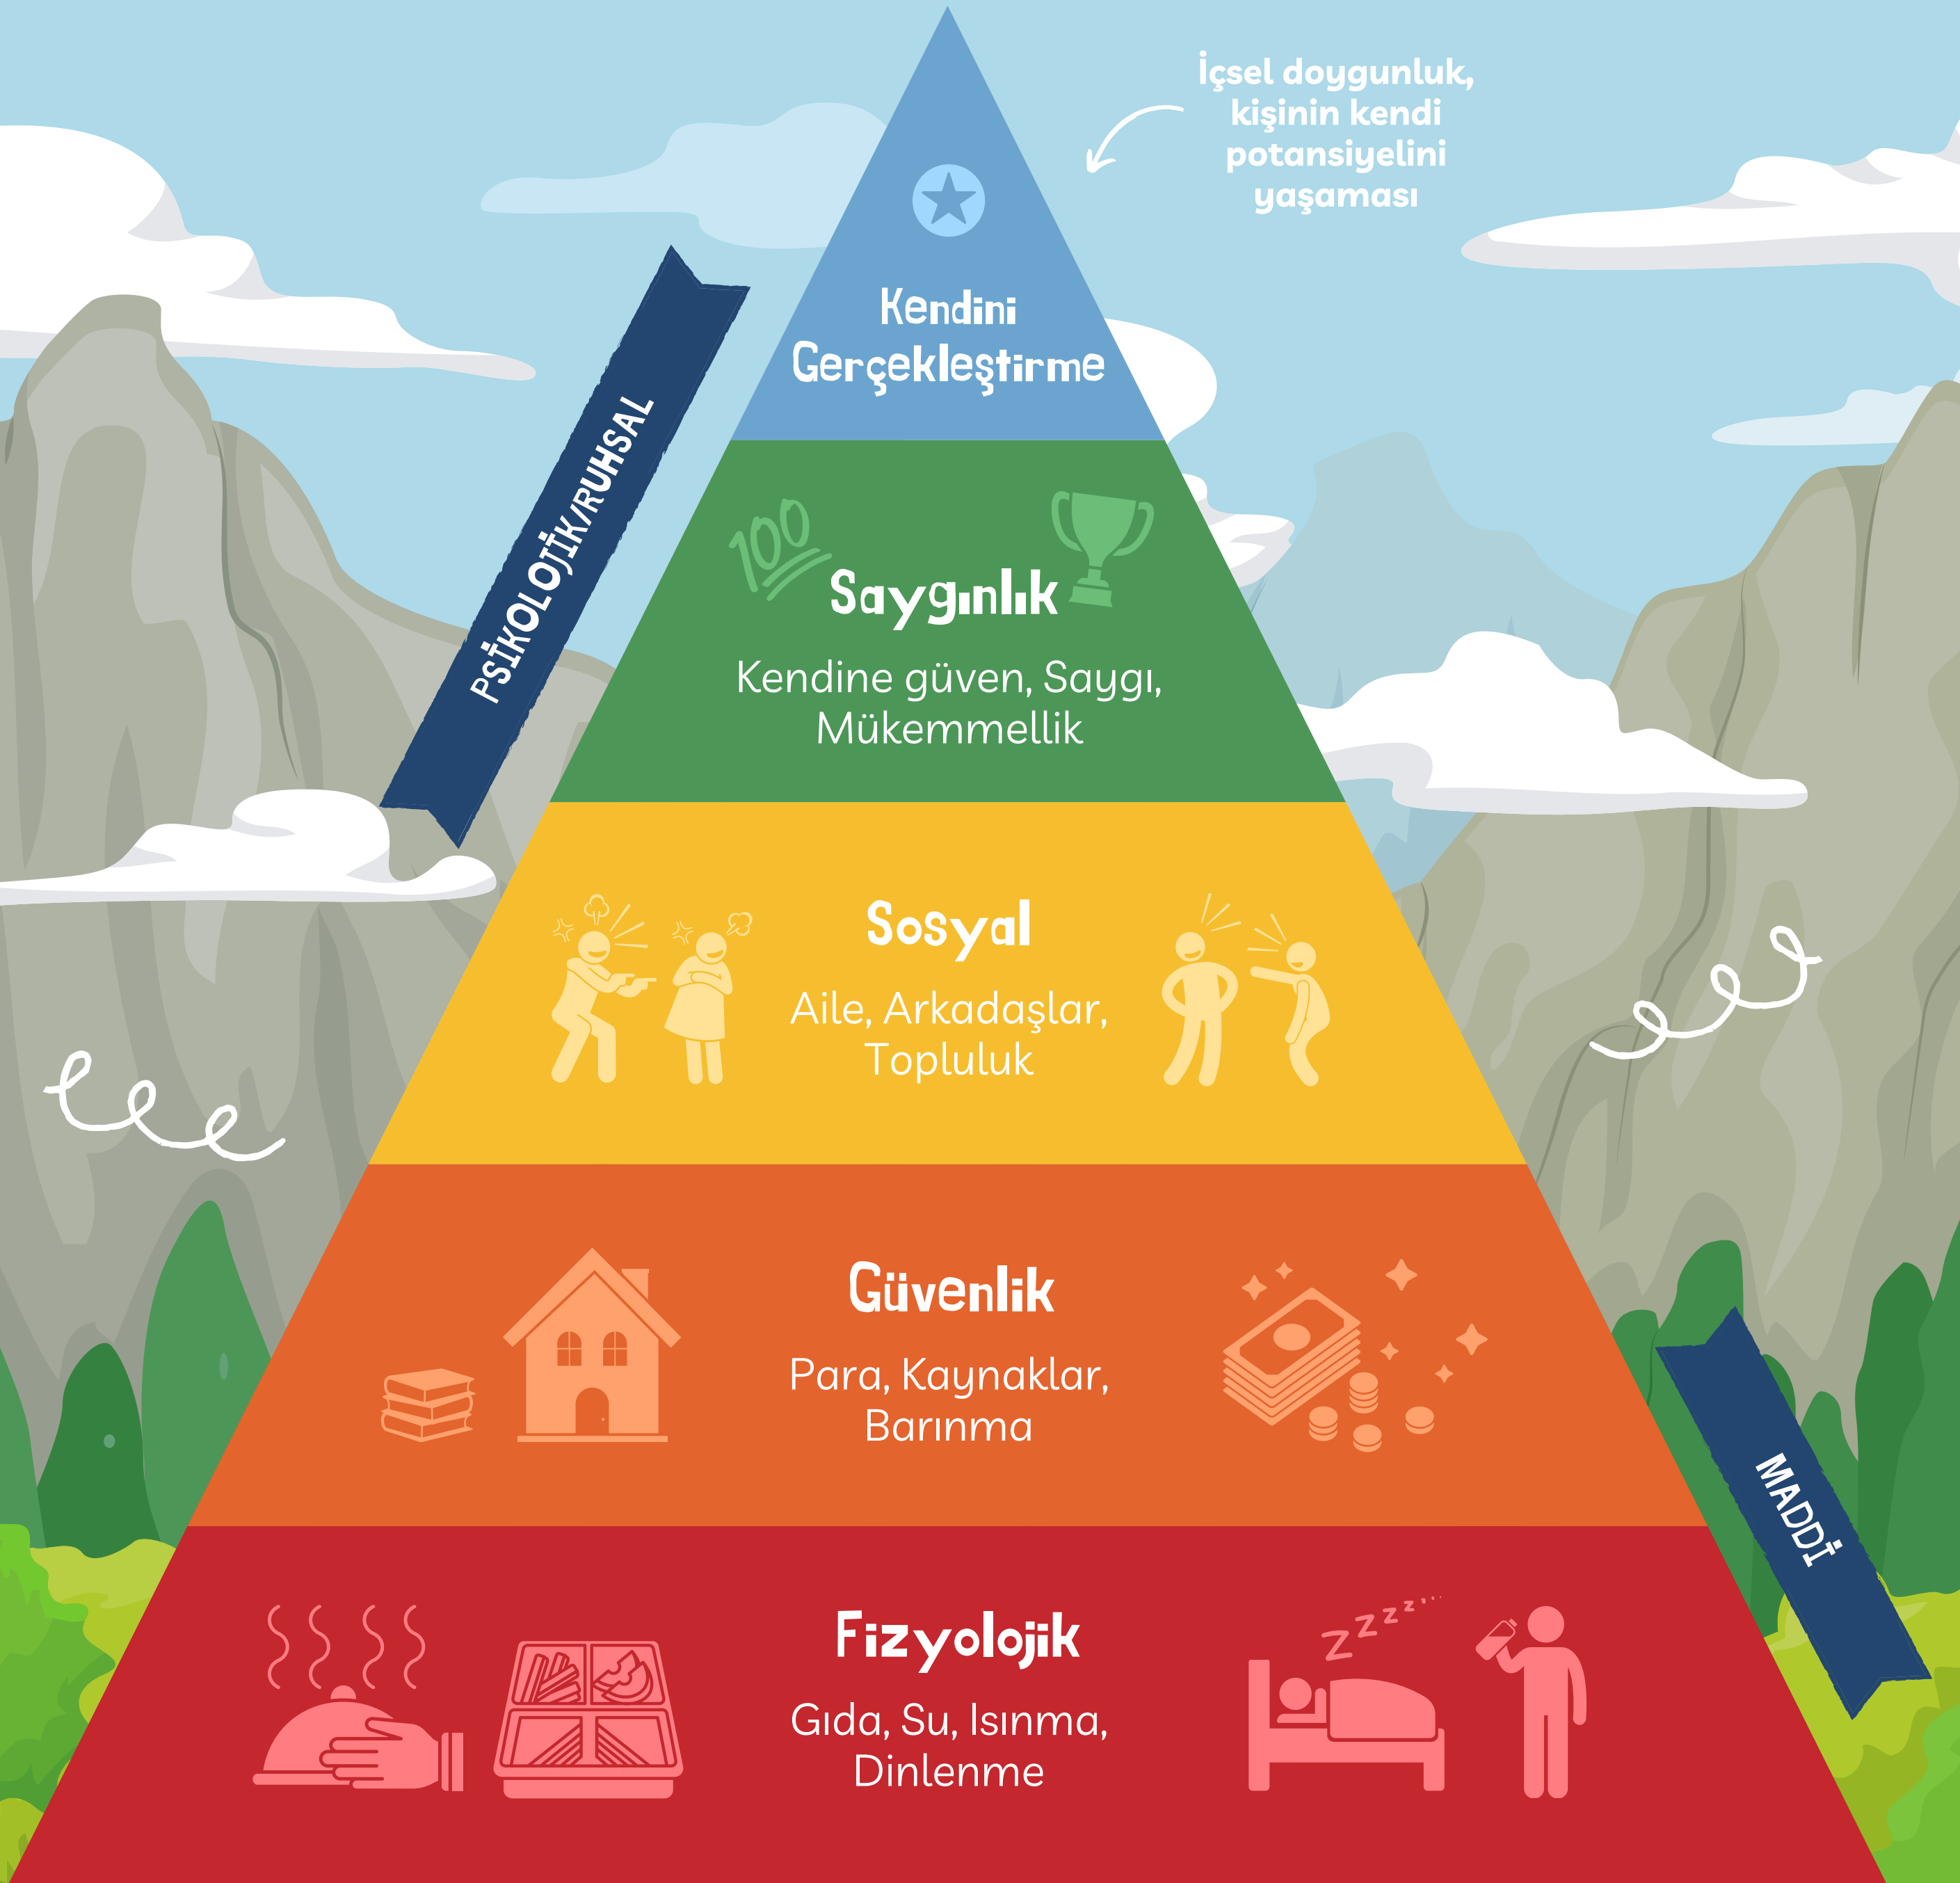 İçsel doygunluk,
kişinin kendi
potansiyelini
yaşaması
Kendini
Gerçekleştirme
PSİKOLOJİK/RUHSAL
100
Saygınlık
Kendine güven, Saygı,
Mükemmellik
Sosyal
Aile, Arkadaşlar,
Topluluk
Güvenlik
Para, Kaynaklar,
Barınma
MADDİ
Fizyolojik
Gıda, Su, Isınma,
Dinlenme
zzzzz